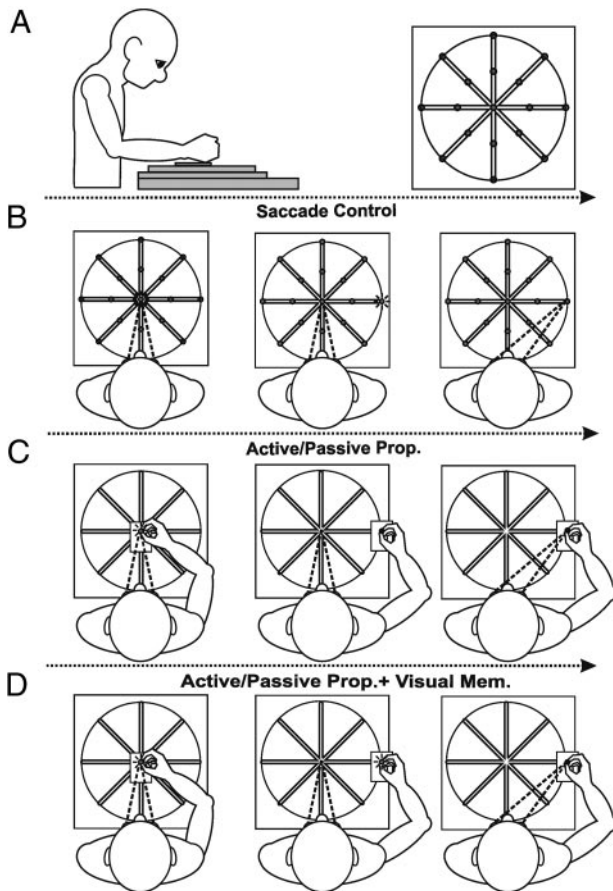 A
Saccade Control
B
Active/Passive Prop.
C
Active/Passive Prop.+ Visual Mem.
D